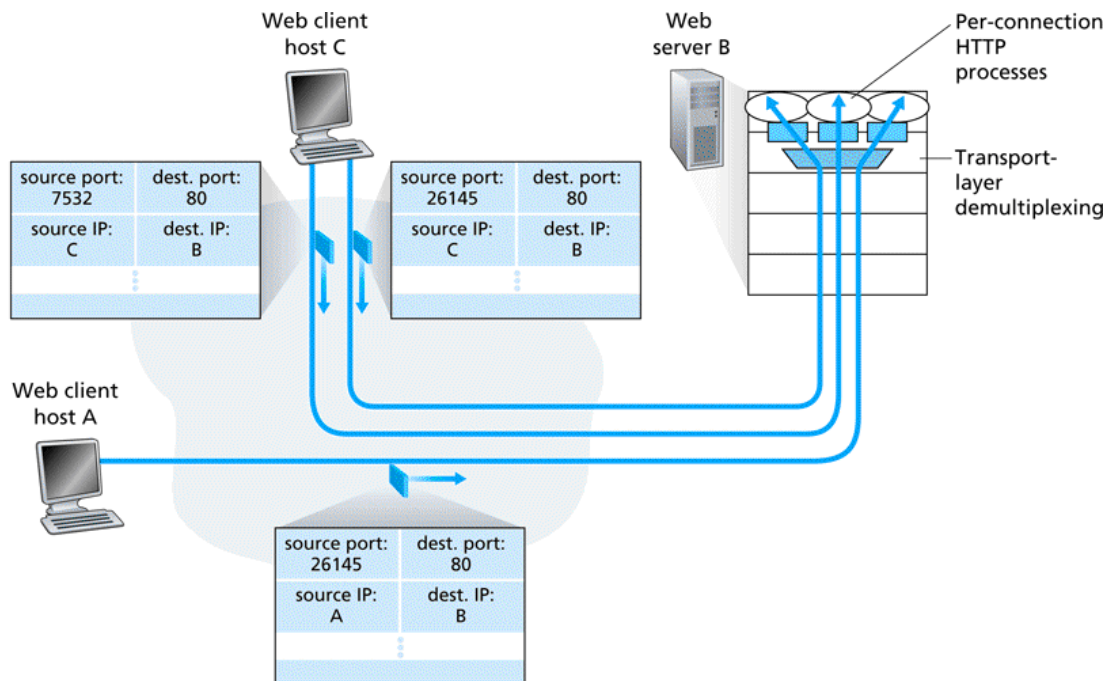 Web client
host C
Web
server B
Per-connection
HTTP
processes
Transport-
layer
demultiplexing
source port:
7532
dest. port:
80
source IP:
C
dest. IP:
B
source port:
26145
dest. port:
80
source IP:
C
dest. IP:
B
Web client
host A
source port:
26145
dest. port:
80
source IP:
A
dest. IP:
B